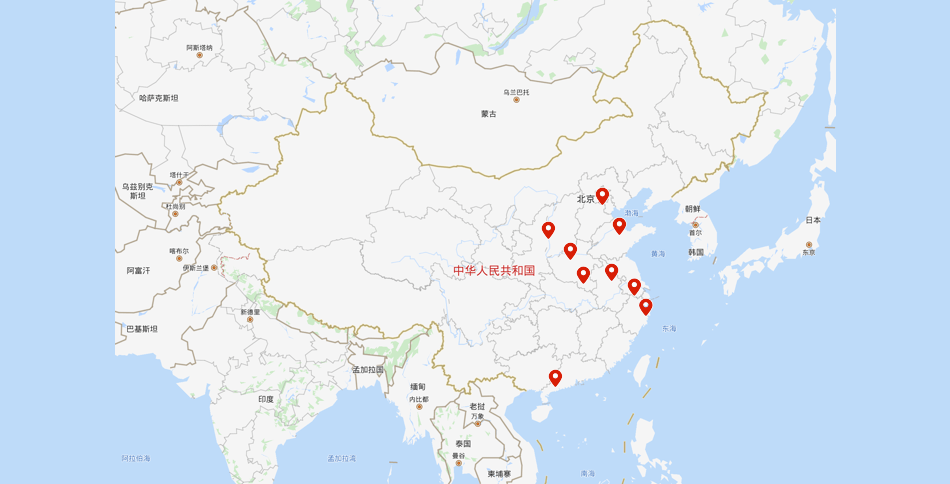 阿斯塔纳
哈萨克斯坦
乌兰巴托
蒙古
塔什干
乌兹别克
斯坦
杜尚别
北京
渤海
朝鲜
首尔
韩国
日本
东京
黄海
喀布尔
伊斯兰堡
阿富汗
中华人民共和国
新德里
巴基斯坦
东海
孟加拉国
缅甸
内比都
印度
老挝
万象
泰国
曼谷
柬埔寨
阿拉伯海
孟加拉湾
南海